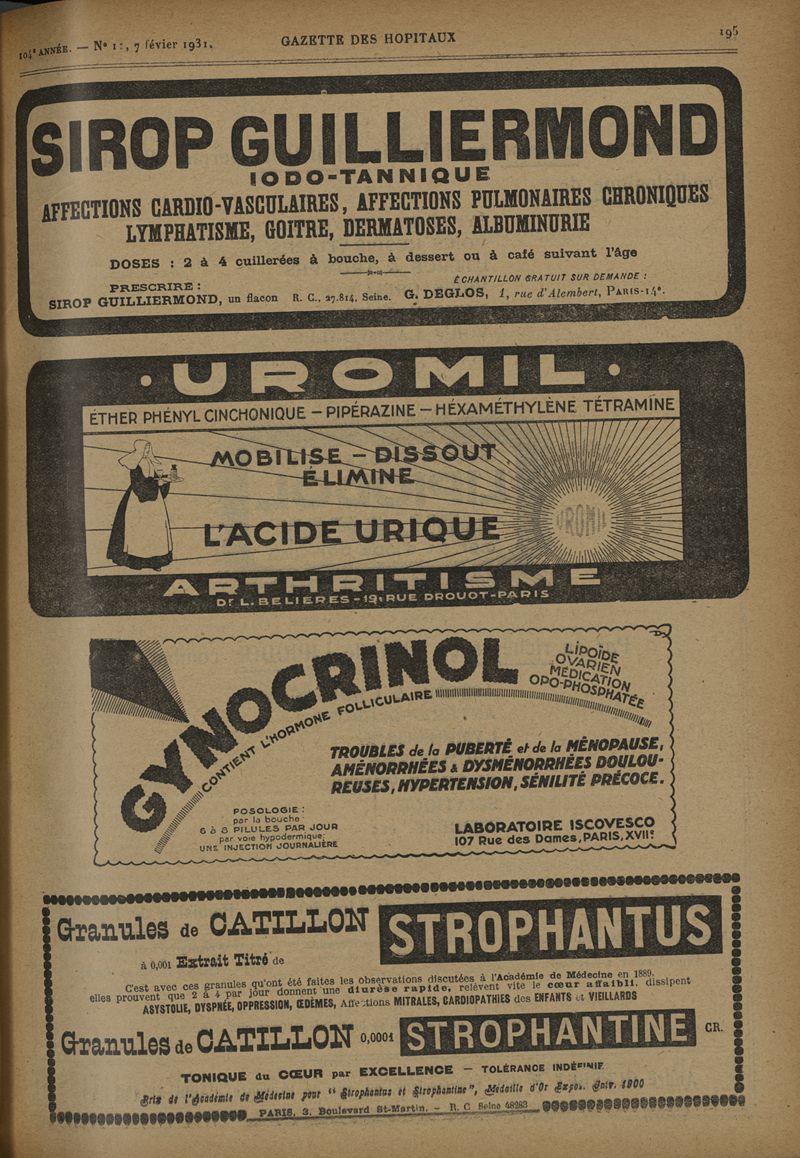 104e ANNÉE. — No 11, 7 février 1931.
GAZETTE DES HOPITAUX
195
SIROP GUILLIERMOND
IODO-TANNIQUE
AFFECTIONS CARDIO-VASCULAIRES, AFFECTIONS PULMONAIRES CHRONIQUES
LYMPHATISME, GOITRE, DERMATOSES, ALBUMINURIE
DOSES : 2 à 4 cuillerées à bouche, à dessert ou à café suivant l'âge
PRESCRIRE :
SIROP GUILLIERMOND, un flacon R. C., 27.814, Seine.
ÉCHANTILLON GRATUIT SUR DEMANDE :
G. DEGLOS, 1, rue d'Alembert, PARIS-14e.
• UROMIL •
ÉTHER PHÉNYL CINCHONIQUE — PIPÉRAZINE — HÉXAMÉTHYLÈNE TÉTRAMINE
MOBILISE — DISSOUT
ÉLIMINE
L'ACIDE URIQUE
UROMIL
ARTHRITISME
Dr L. BELIERES - 19, RUE DROUOT - PARIS
GYNOCRINOL
CONTIENT L'HORMONE FOLLICULAIRE
LIPOÏDE
OVARIEN
MÉDICATION
OPO-PHOSPHATÉE
TROUBLES de la PUBERTÉ et de la MÉNOPAUSE,
AMÉNORRHÉES & DYSMÉNORRHÉES DOULOU-
REUSES, HYPERTENSION, SÉNILITÉ PRÉCOCE.
POSOLOGIE :
par la bouche
6 à 8 PILULES PAR JOUR
par voie hypodermique:
UNE INJECTION JOURNALIÈRE
LABORATOIRE ISCOVESCO
107 Rue des Dames, PARIS, XVIIe
Granules de CATILLON STROPHANTUS
à 0,001 Extrait Titré de
C'est avec ces granules qu'ont été faites les observations discutées à l'Académie de Médecine en 1889,
elles prouvent que 2 à 4 par jour donnent une diurèse rapide, relèvent vite le cœur affaibli, dissipent
ASYSTOLIE, DYSPNÉE, OPPRESSION, ŒDÈMES, Affections MITRALES, CARDIOPATHIES des ENFANTS et VIEILLARDS
Granules de CATILLON 0,0001 STROPHANTINE CR.
TONIQUE du CŒUR par EXCELLENCE — TOLÉRANCE INDÉFINIE
Prix de l'Académie de Médecine pour " Strophantus et Strophantine ", Médaille d'Or Expos. Univ. 1900
PARIS, 3, Boulevard St-Martin. — R. C. Seine 48283